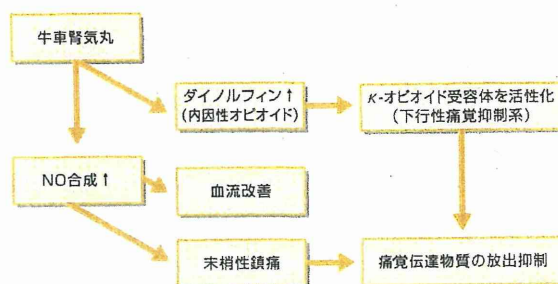 牛車腎気丸
ダイノルフィン↑
(内因性オピオイド)
κ-オピオイド受容体を活性化
(下行性痛覚抑制系)
NO合成↑
血流改善
末梢性鎮痛
痛覚伝達物質の放出抑制